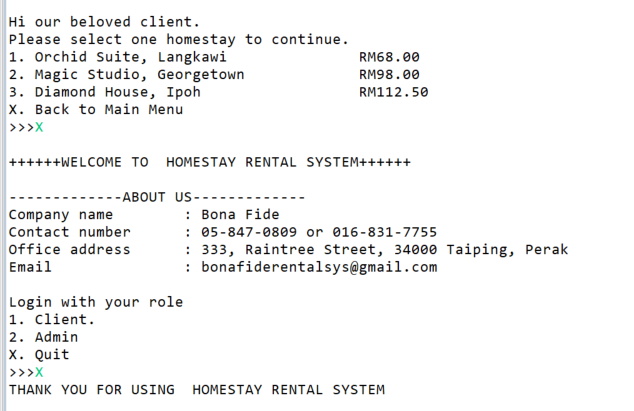 Hi our beloved client.
Please select one homestay to continue.
1. Orchid Suite, Langkawi                RM68.00
2. Magic Studio, Georgetown              RM98.00
3. Diamond House, Ipoh                   RM112.50
X. Back to Main Menu
>>>X
++++++WELCOME TO  HOMESTAY RENTAL SYSTEM++++++
-------------ABOUT US-------------
Company name        : Bona Fide
Contact number      : 05-847-0809 or 016-831-7755
Office address      : 333, Raintree Street, 34000 Taiping, Perak
Email               : bonafiderentalsys@gmail.com
Login with your role
1. Client.
2. Admin
X. Quit
>>>X
THANK YOU FOR USING  HOMESTAY RENTAL SYSTEM